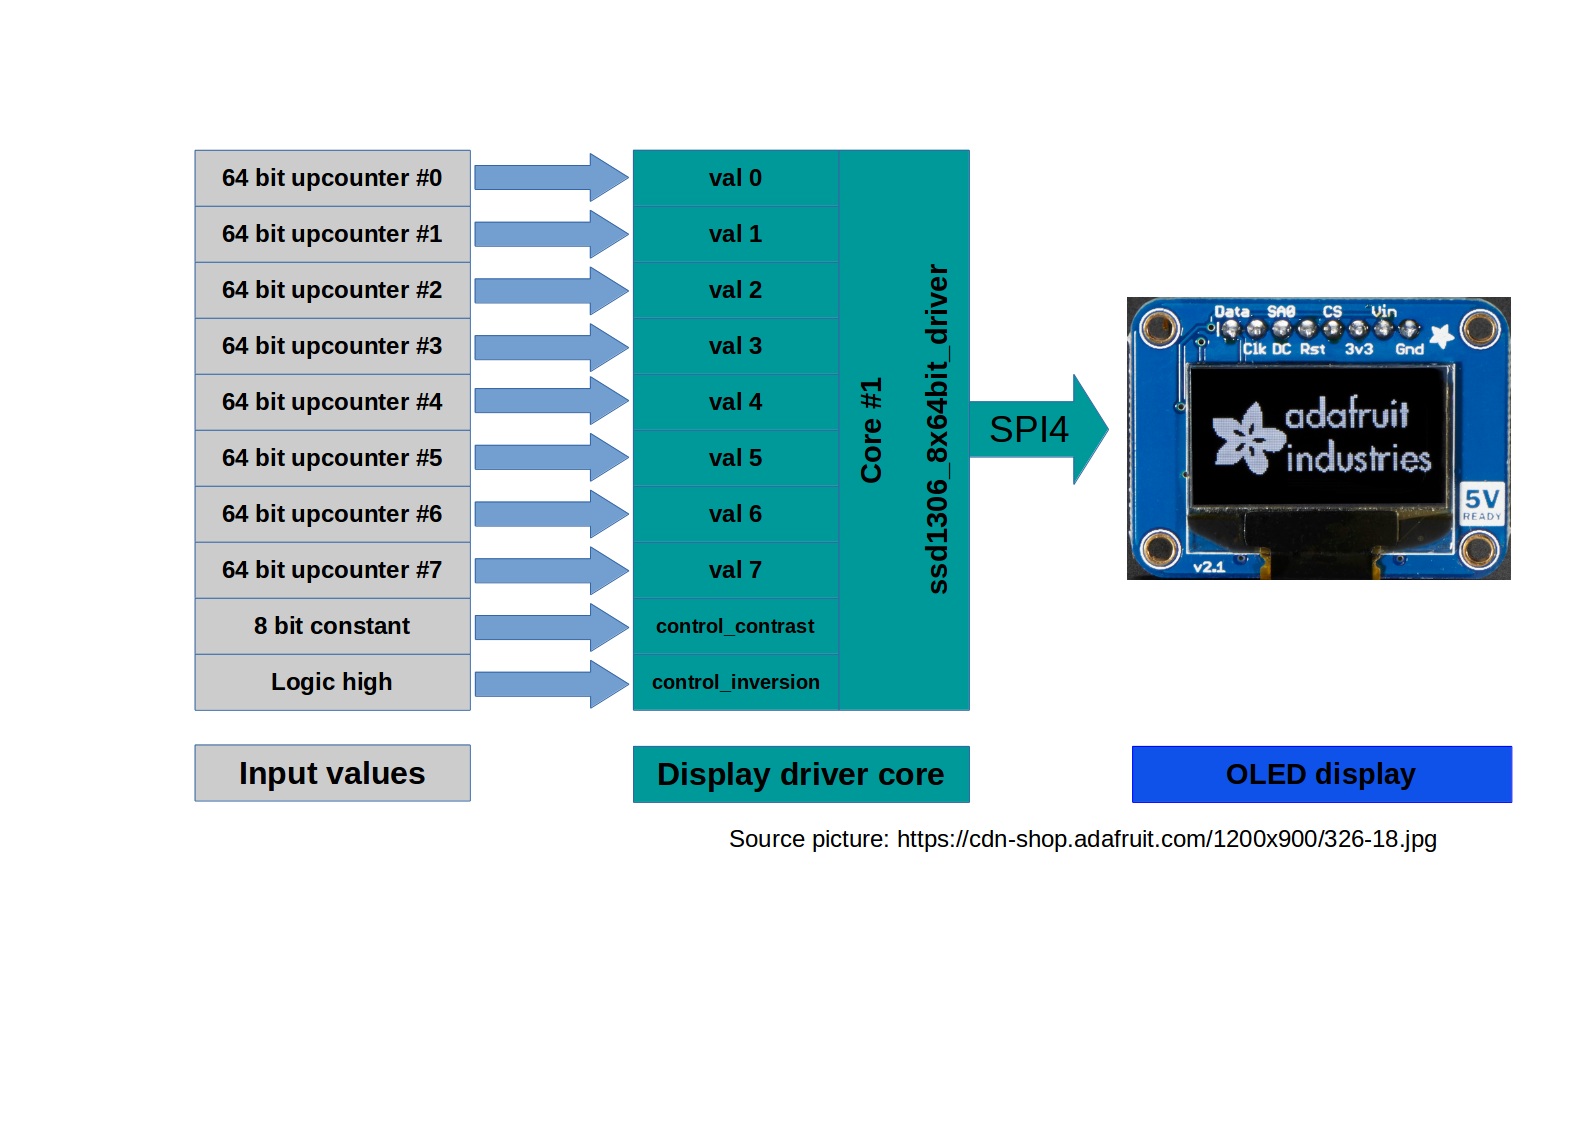 64 bit upcounter #0
64 bit upcounter #1
64 bit upcounter #2
64 bit upcounter #3
64 bit upcounter #4
64 bit upcounter #5
64 bit upcounter #6
64 bit upcounter #7
8 bit constant
Logic high
Input values
val 0
val 1
val 2
val 3
val 4
val 5
val 6
val 7
control_contrast
control_inversion
Core #1
ssd1306_8x64bit_driver
Display driver core
SPI4
Data SA0 CS Vin
Clk DC Rst 3v3 Gnd
adafruit
industries
5V
READY
v2.1
OLED display
Source picture: https://cdn-shop.adafruit.com/1200x900/326-18.jpg